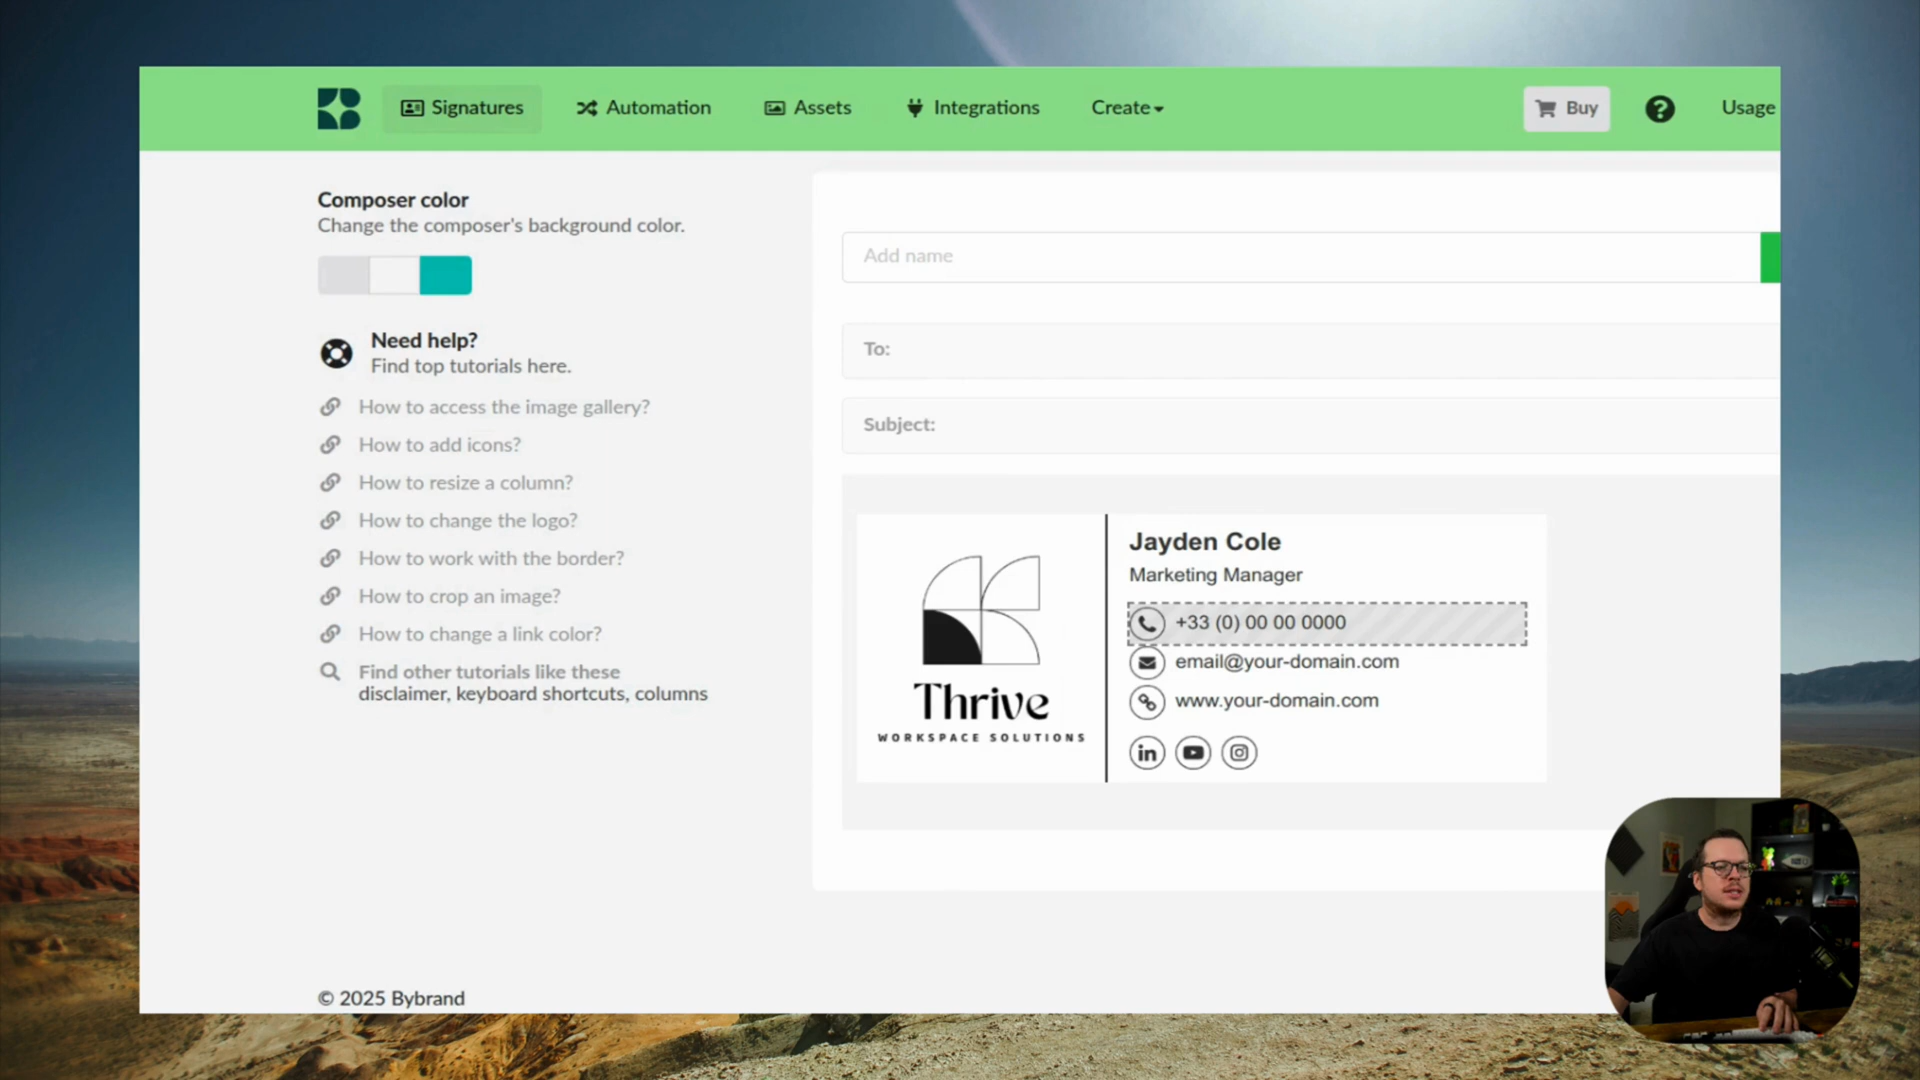 Signatures
Automation
Assets
Integrations
Create
Buy
Usage
Composer color
Change the composer's background color.
Need help?
Find top tutorials here.
How to access the image gallery?
How to add icons?
How to resize a column?
How to change the logo?
How to work with the border?
How to crop an image?
How to change a link color?
Find other tutorials like these
disclaimer, keyboard shortcuts, columns
Add name
To:
Subject:
Thrive
WORKSPACE SOLUTIONS
Jayden Cole
Marketing Manager
+33 (0) 00 00 0000
email@your-domain.com
www.your-domain.com
© 2025 Bybrand